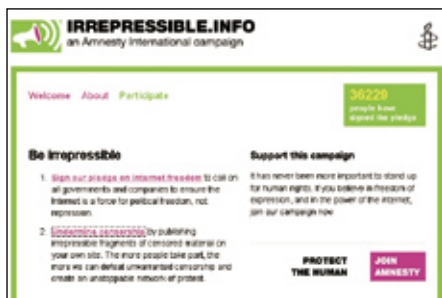 IRREPRESSIBLE.INFO
an Amnesty International campaign
Welcome About Participate
36220
people have
signed the pledge
Be Irrepressible
1. Sign our pledge on internet freedom to call on
all governments and companies to ensure the
Internet is a force for political freedom, not
repression.
2. Undermine censorship by publishing
irrepressible fragments of censored material on
your own site. The more people take part, the
more we can defeat unwarranted censorship and
create an unstoppable network of protest.
Support this campaign
It has never been more important to stand up
for human rights. If you believe in freedom of
expression, and in the power of the internet,
join our campaign now
PROTECT
THE HUMAN
JOIN
AMNESTY